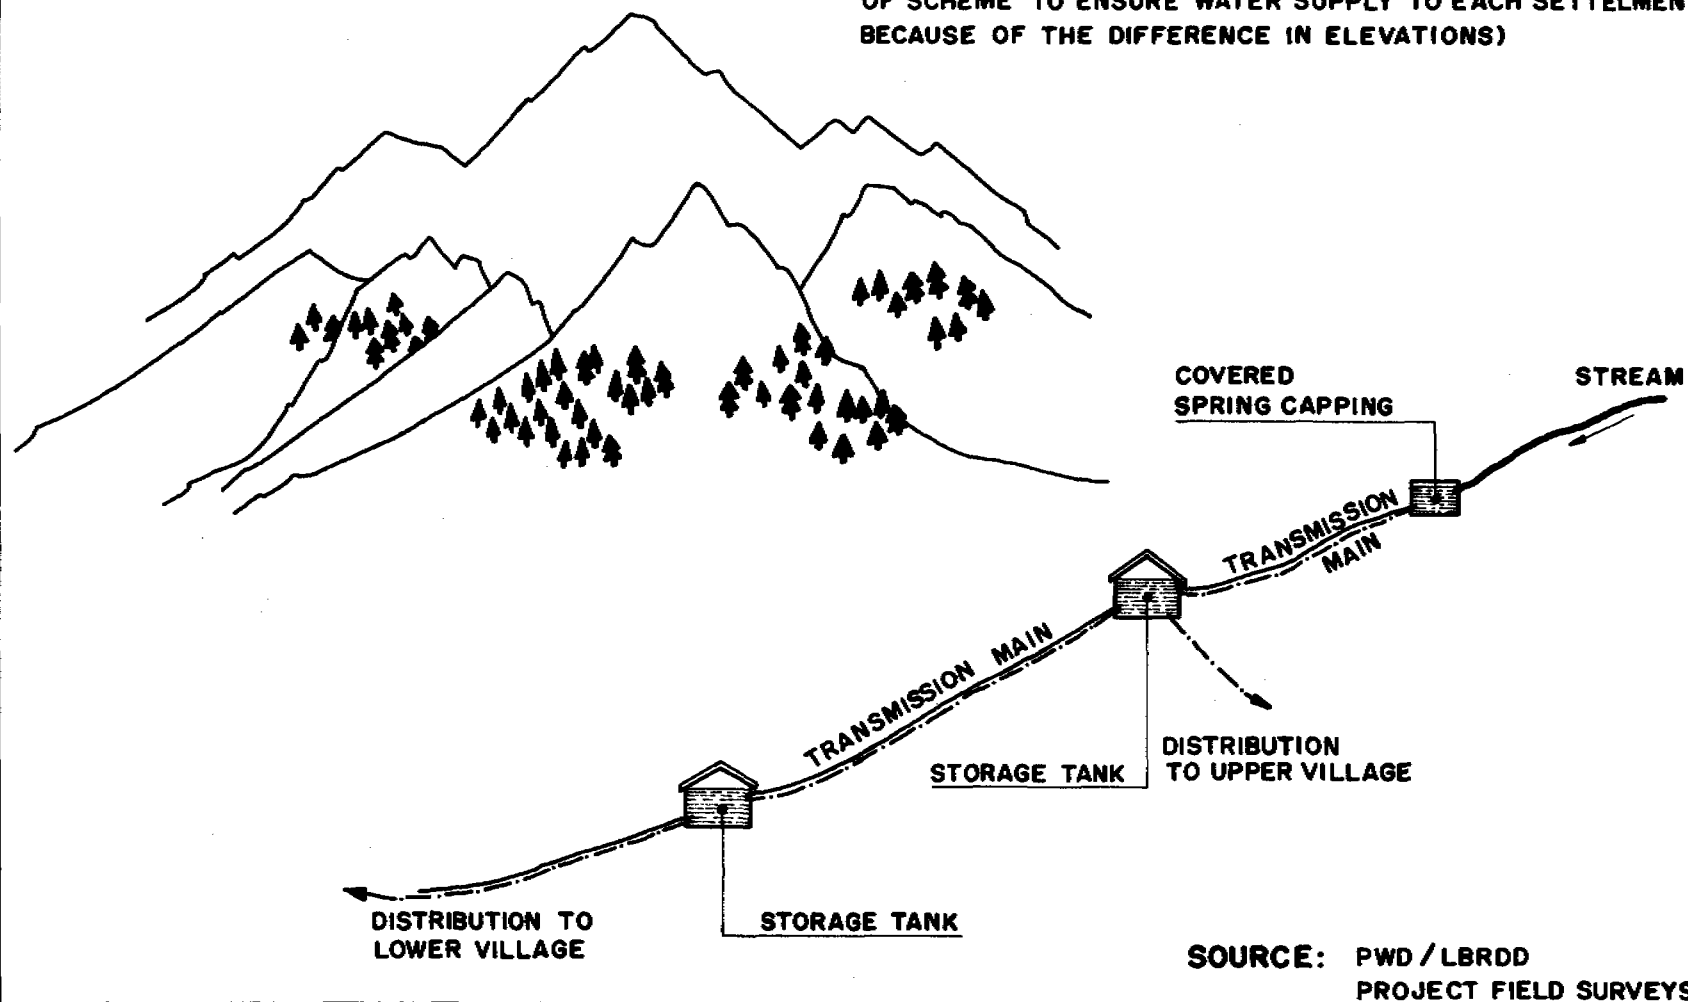 OF SCHEME TO ENSURE WATER SUPPLY TO EACH SETTELMEN
BECAUSE OF THE DIFFERENCE IN ELEVATIONS)
COVERED
SPRING CAPPING
STREAM
TRANSMISSION
MAIN
TRANSMISSION MAIN
STORAGE TANK
DISTRIBUTION
TO UPPER VILLAGE
DISTRIBUTION TO
LOWER VILLAGE
STORAGE TANK
SOURCE: PWD / LBRDD
PROJECT FIELD SURVEYS